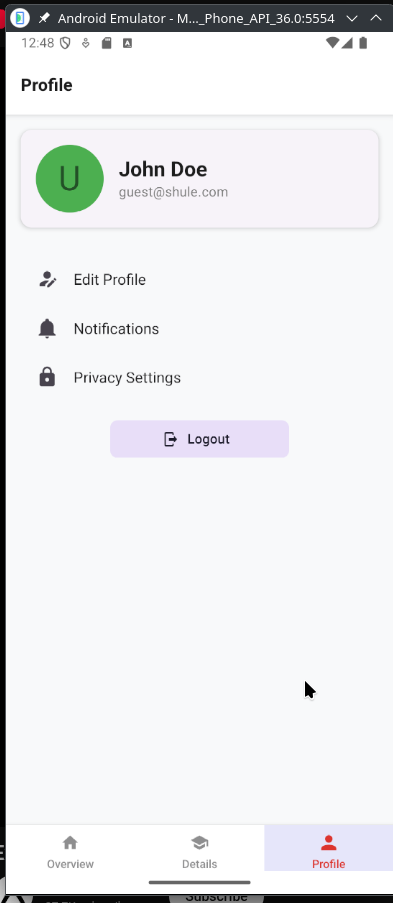 Android Emulator - M..._Phone_API_36.0:5554
12:48
Profile
U
John Doe
guest@shule.com
Edit Profile
Notifications
Privacy Settings
Logout
Overview
Details
Profile
Subscribe